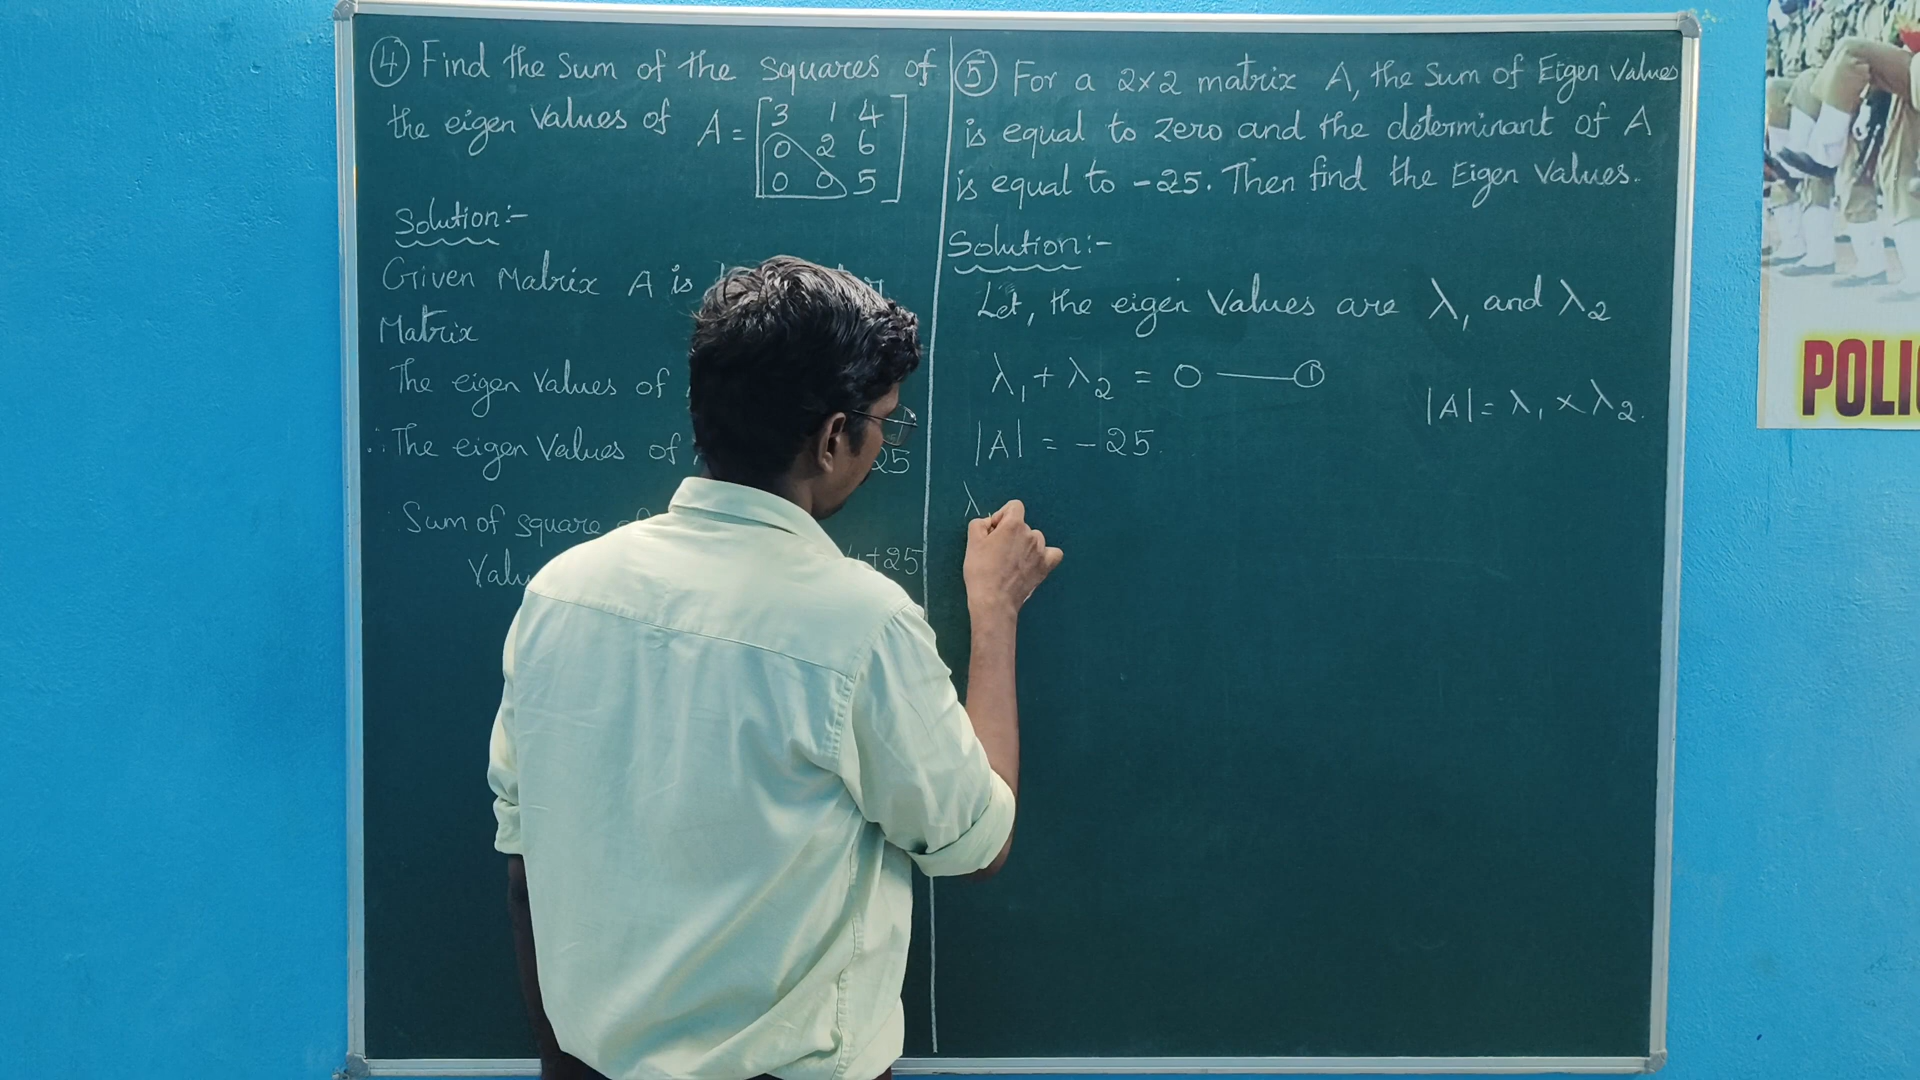 ④ Find the Sum of the squares of
the eigen values of A = [3 1 4
0 2 6
0 0 5]
Solution:-
Given Matrix A is
Matrix
The eigen Values of
∴ The eigen Values of 25
Sum of square
Valu +25
⑤ For a 2×2 matrix A, the Sum of Eigen Values
is equal to zero and the determinant of A
is equal to -25. Then find the Eigen Values.
Solution:-
Let, the eigen Values are λ₁ and λ₂
λ₁ + λ₂ = 0 — ①
|A| = λ₁ × λ₂.
|A| = -25
λ
POLIC